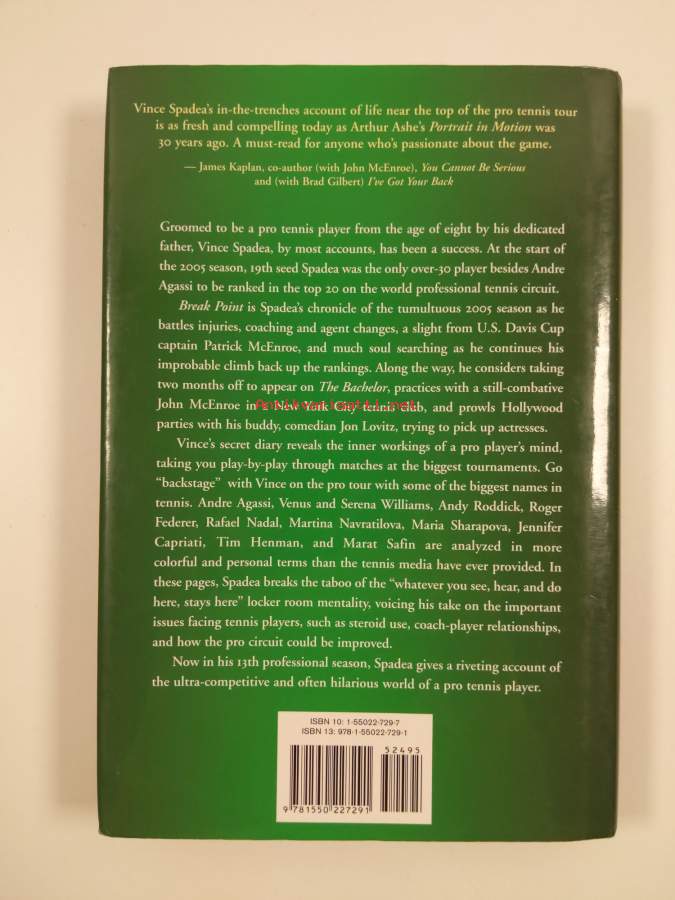 Vince Spadea's in-the-trenches account of life near the top of the pro tennis tour
is as fresh and compelling today as Arthur Ashe's Portrait in Motion was
30 years ago. A must-read for anyone who's passionate about the game.
— James Kaplan, co-author (with John McEnroe), You Cannot Be Serious
and (with Brad Gilbert) I've Got Your Back
Groomed to be a pro tennis player from the age of eight by his dedicated
father, Vince Spadea, by most accounts, has been a success. At the start of
the 2005 season, 19th seed Spadea was the only over-30 player besides Andre
Agassi to be ranked in the top 20 on the world professional tennis circuit.
Break Point is Spadea's chronicle of the tumultuous 2005 season as he
battles injuries, coaching and agent changes, a slight from U.S. Davis Cup
captain Patrick McEnroe, and much soul searching as he continues his
improbable climb back up the rankings. Along the way, he considers taking
two months off to appear on The Bachelor, practices with a still-combative
John McEnroe in a New York City tennis club, and prowls Hollywood
parties with his buddy, comedian Jon Lovitz, trying to pick up actresses.
Vince's secret diary reveals the inner workings of a pro player's mind,
taking you play-by-play through matches at the biggest tournaments. Go
"backstage" with Vince on the pro tour with some of the biggest names in
tennis. Andre Agassi, Venus and Serena Williams, Andy Roddick, Roger
Federer, Rafael Nadal, Martina Navratilova, Maria Sharapova, Jennifer
Capriati, Tim Henman, and Marat Safin are analyzed in more
colorful and personal terms than the tennis media have ever provided. In
these pages, Spadea breaks the taboo of the "whatever you see, hear, and do
here, stays here" locker room mentality, voicing his take on the important
issues facing tennis players, such as steroid use, coach-player relationships,
and how the pro circuit could be improved.
Now in his 13th professional season, Spadea gives a riveting account of
the ultra-competitive and often hilarious world of a pro tennis player.
ISBN 10: 1-55022-729-7
ISBN 13: 978-1-55022-729-1
52495
9 781550 227291